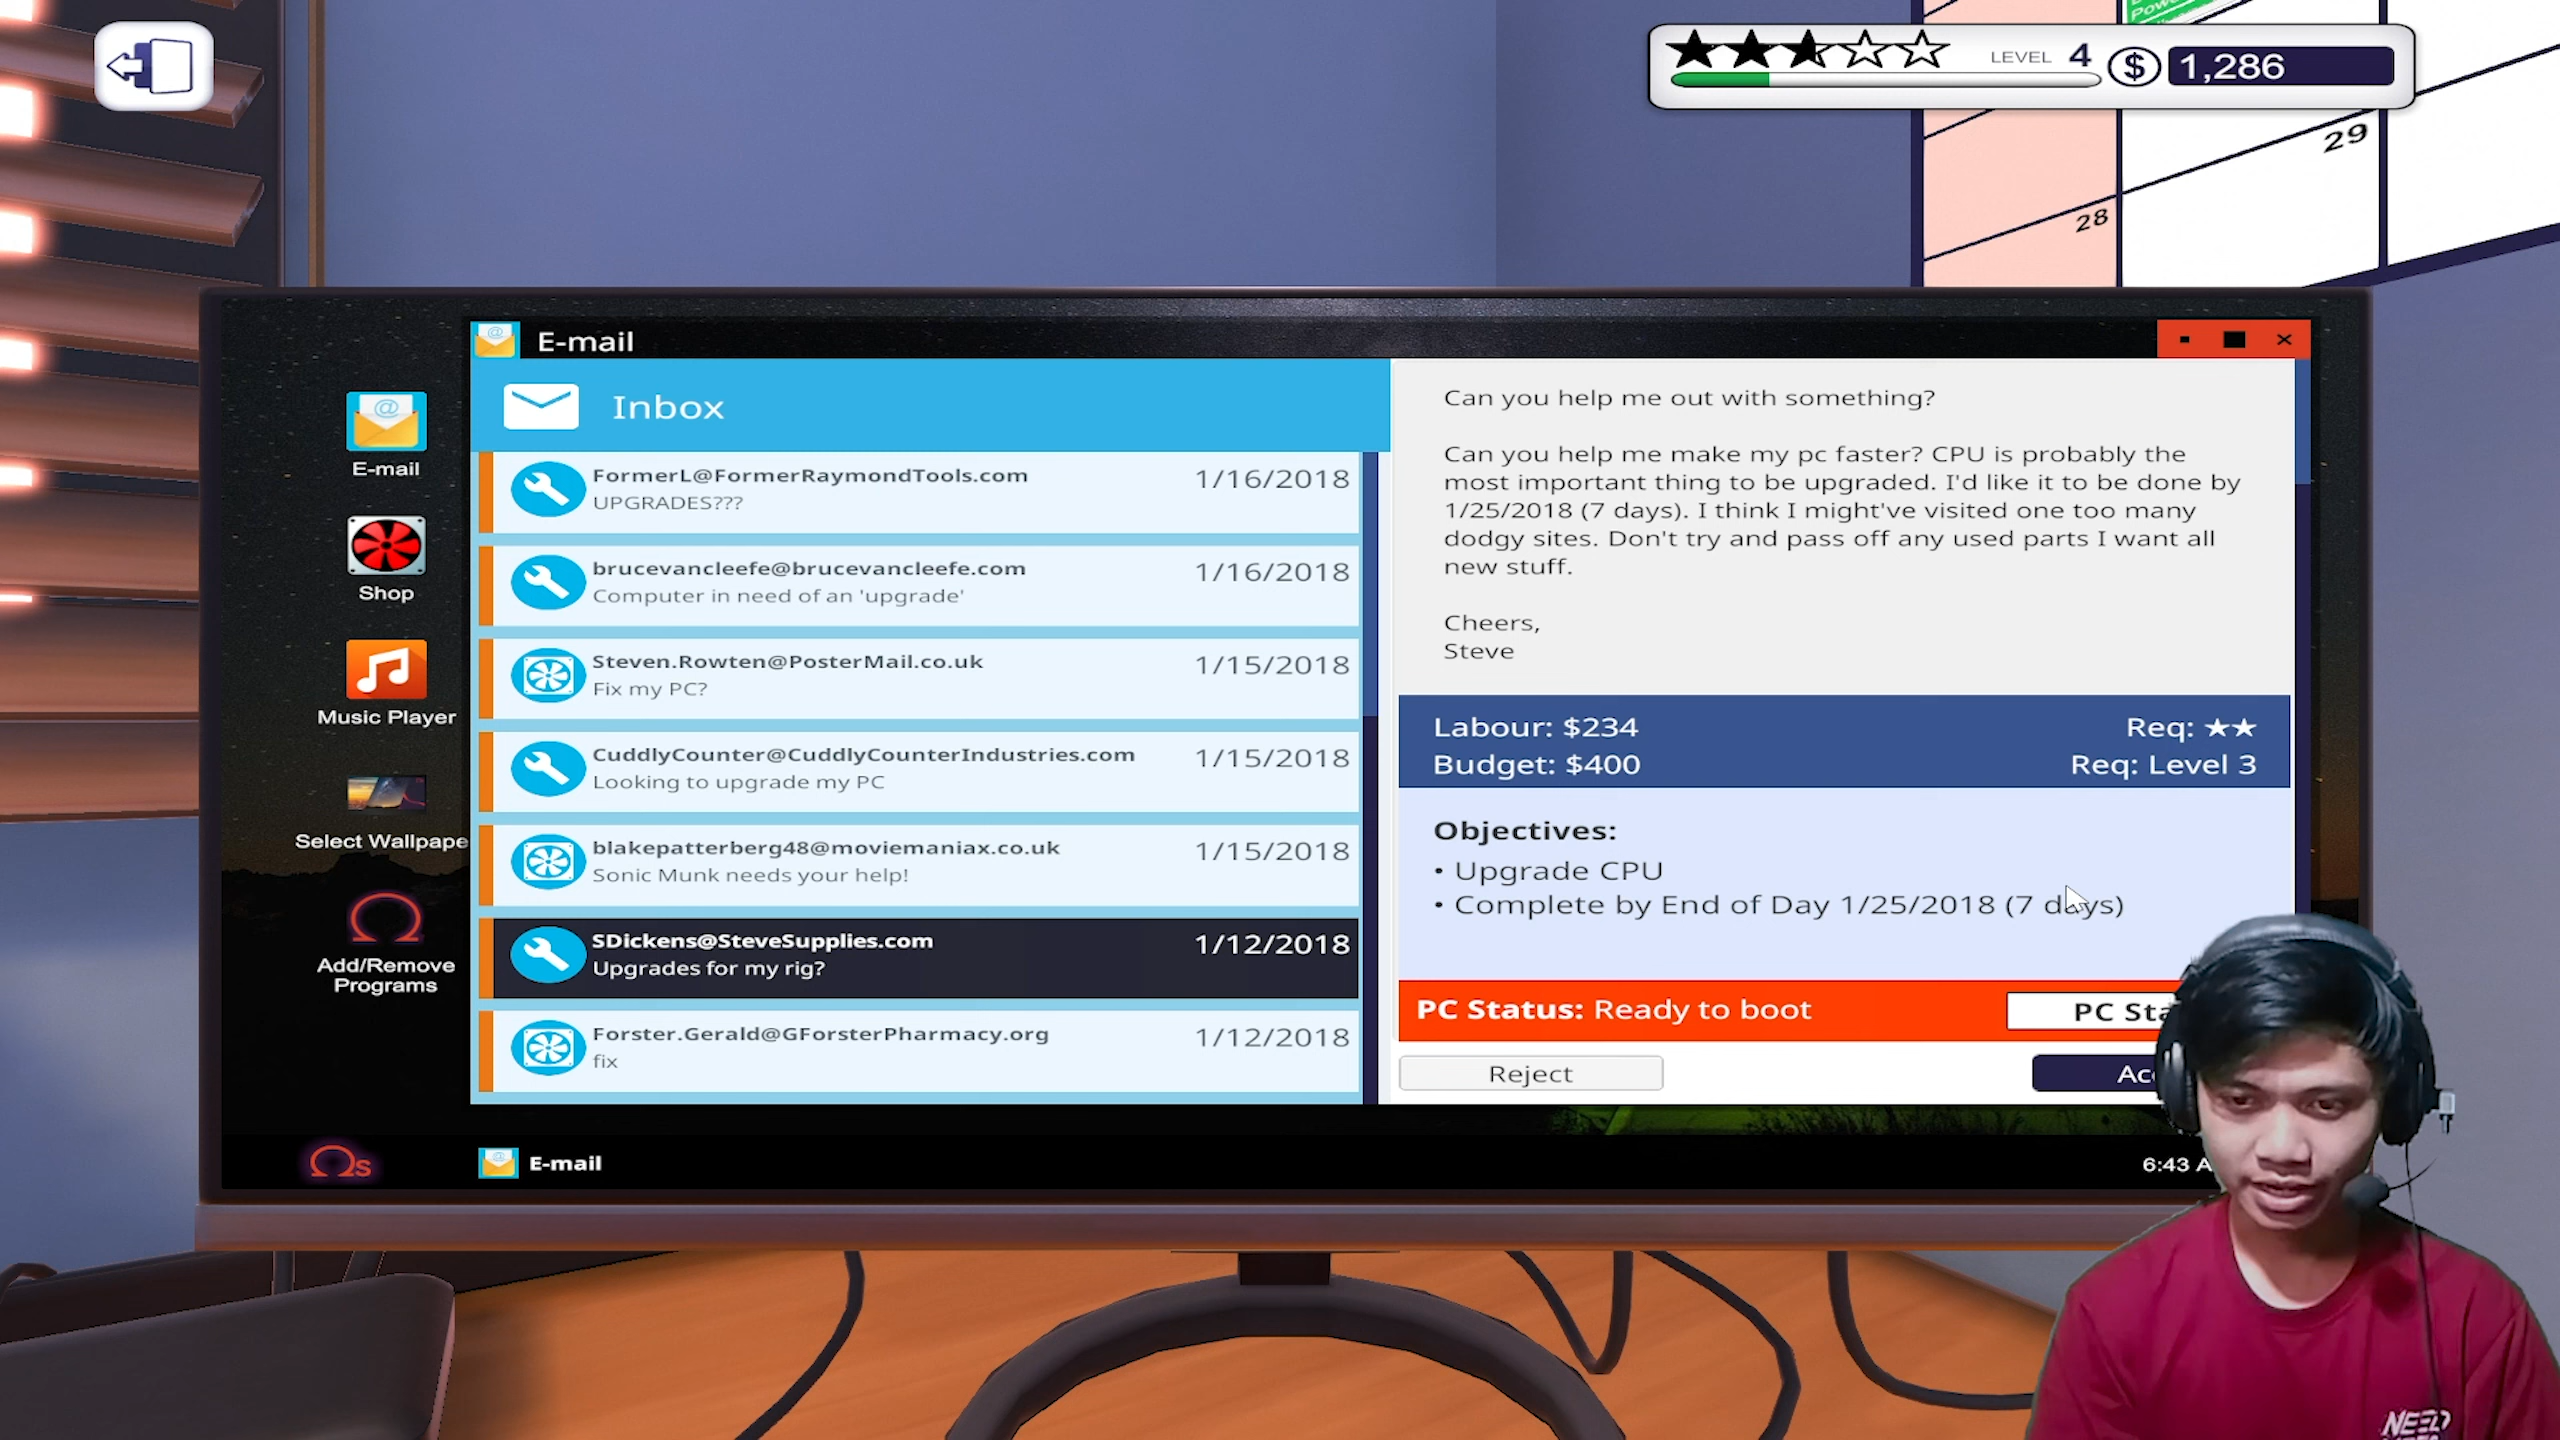 LEVEL 4
$ 1,286
29
28
E-mail
Inbox
E-mail
Shop
Music Player
Select Wallpape
Add/Remove
Programs
FormerL@FormerRaymondTools.com 1/16/2018
UPGRADES???
brucevancleefe@brucevancleefe.com 1/16/2018
Computer in need of an 'upgrade'
Steven.Rowten@PosterMail.co.uk 1/15/2018
Fix my PC?
CuddlyCounter@CuddlyCounterIndustries.com 1/15/2018
Looking to upgrade my PC
blakepatterberg48@moviemaniax.co.uk 1/15/2018
Sonic Munk needs your help!
SDickens@SteveSupplies.com 1/12/2018
Upgrades for my rig?
Forster.Gerald@GForsterPharmacy.org 1/12/2018
fix
Can you help me out with something?
Can you help me make my pc faster? CPU is probably the
most important thing to be upgraded. I'd like it to be done by
1/25/2018 (7 days). I think I might've visited one too many
dodgy sites. Don't try and pass off any used parts I want all
new stuff.
Cheers,
Steve
Labour: $234 Req: ★★
Budget: $400 Req: Level 3
Objectives:
• Upgrade CPU
• Complete by End of Day 1/25/2018 (7 days)
PC Status: Ready to boot PC Sta
Reject Acc
Ωs E-mail 6:43 A
NEED